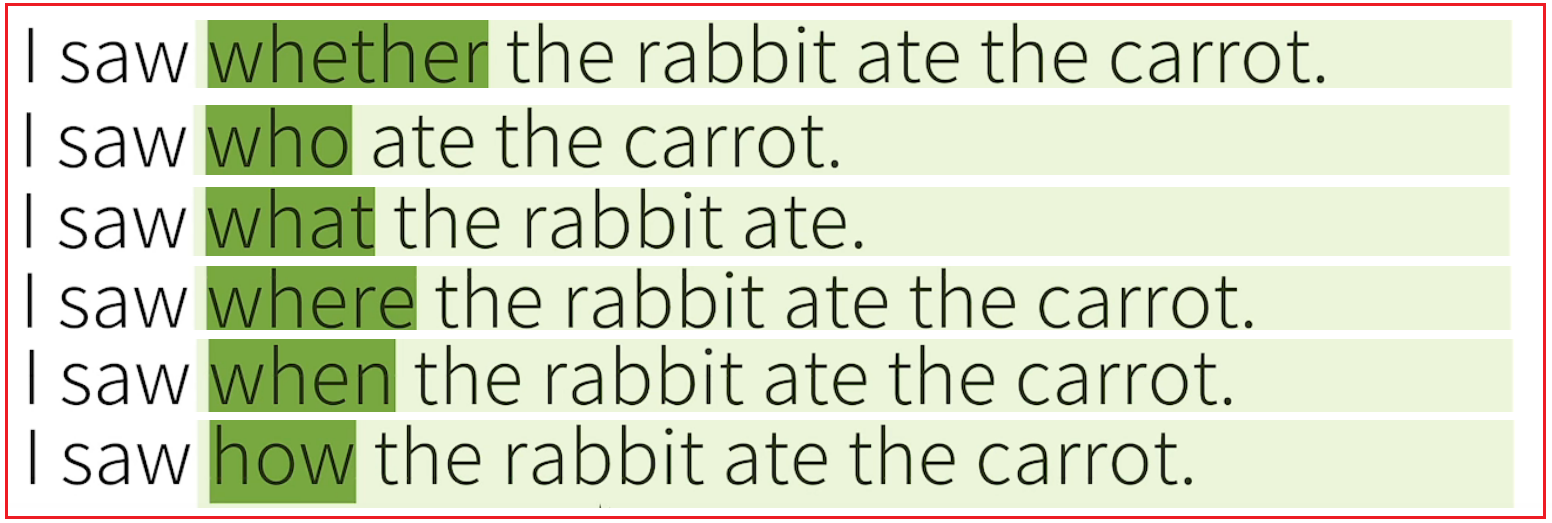 I saw whether the rabbit ate the carrot.
I saw who ate the carrot.
I saw what the rabbit ate.
I saw where the rabbit ate the carrot.
I saw when the rabbit ate the carrot.
I saw how the rabbit ate the carrot.